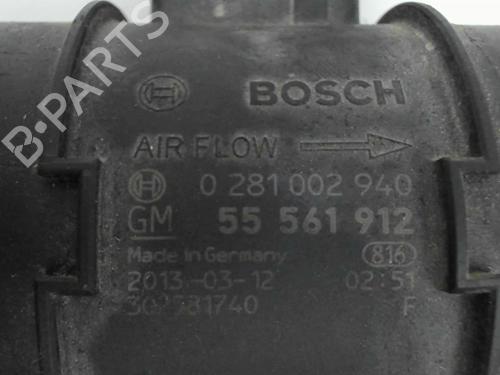 BOSCH
AIR FLOW
0 281 002 940
GM 55 561 912
Made in Germany 816
2013-03-12 02:51
302581740 F
B-PARTS